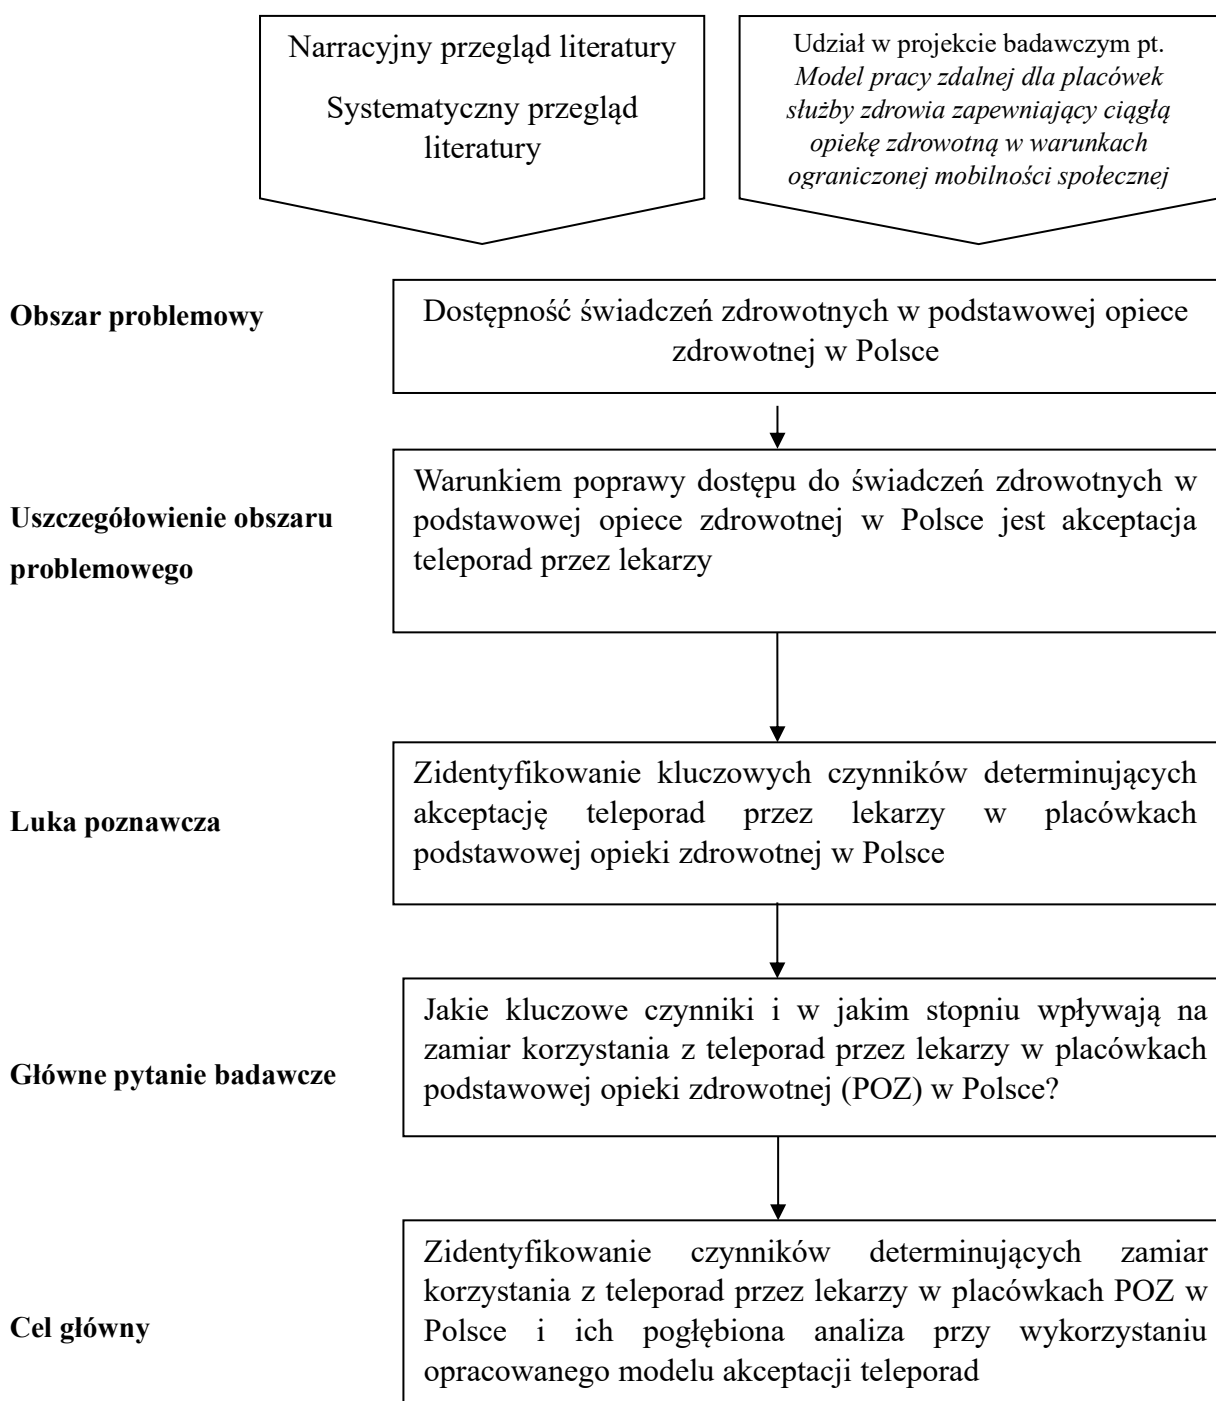 Narracyjny przegląd literatury
Systematyczny przegląd
literatury
Udział w projekcie badawczym pt.
Model pracy zdalnej dla placówek
służby zdrowia zapewniający ciągłą
opiekę zdrowotną w warunkach
ograniczonej mobilności społecznej
Obszar problemowy
Dostępność świadczeń zdrowotnych w podstawowej opiece
zdrowotnej w Polsce
Uszczegółowienie obszaru
problemowego
Warunkiem poprawy dostępu do świadczeń zdrowotnych w
podstawowej opiece zdrowotnej w Polsce jest akceptacja
teleporad przez lekarzy
Luka poznawcza
Zidentyfikowanie kluczowych czynników determinujących
akceptację teleporad przez lekarzy w placówkach
podstawowej opieki zdrowotnej w Polsce
Główne pytanie badawcze
Jakie kluczowe czynniki i w jakim stopniu wpływają na
zamiar korzystania z teleporad przez lekarzy w placówkach
podstawowej opieki zdrowotnej (POZ) w Polsce?
Cel główny
Zidentyfikowanie czynników determinujących zamiar
korzystania z teleporad przez lekarzy w placówkach POZ w
Polsce i ich pogłębiona analiza przy wykorzystaniu
opracowanego modelu akceptacji teleporad